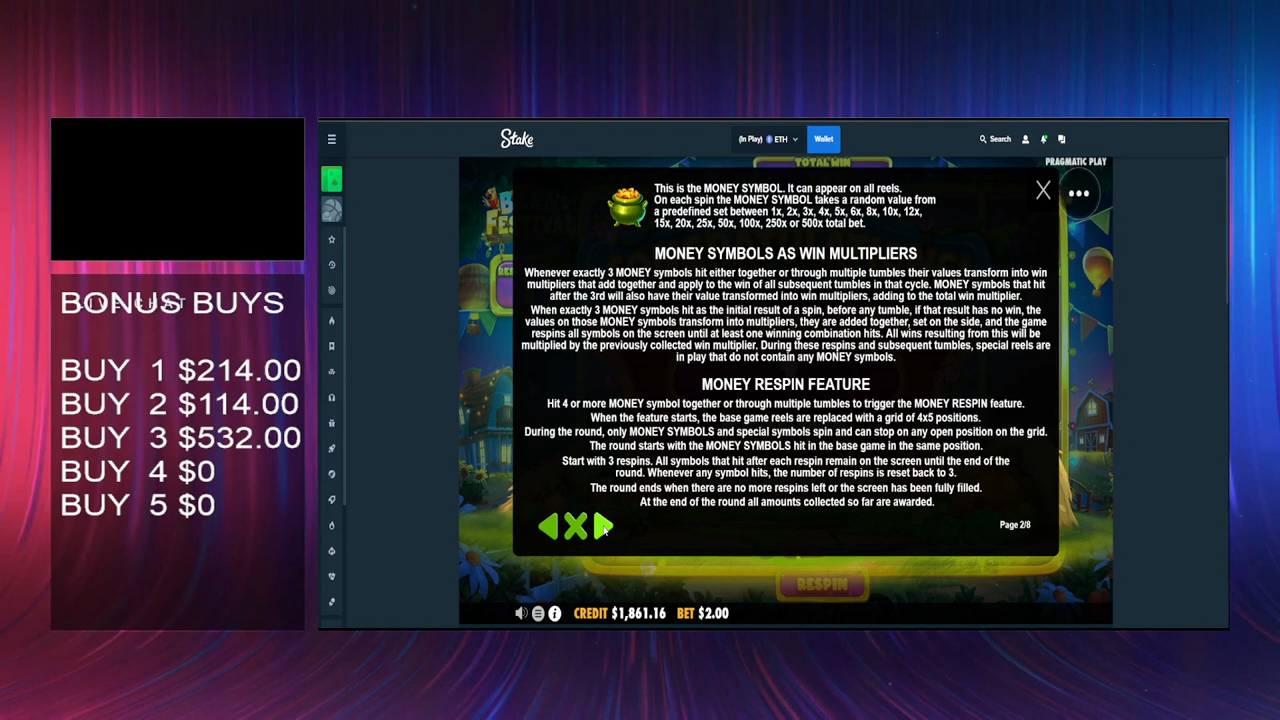 BONUS BUYS
LIVE CHAT
BUY 1 $214.00
BUY 2 $114.00
BUY 3 $532.00
BUY 4 $0
BUY 5 $0
Stake
(In Play) ETH
Wallet
Search
TOTAL WIN
PRAGMATIC PLAY
FESTIVAL
This is the MONEY SYMBOL. It can appear on all reels.
On each spin the MONEY SYMBOL takes a random value from
a predefined set between 1x, 2x, 3x, 4x, 5x, 6x, 8x, 10x, 12x,
15x, 20x, 25x, 50x, 100x, 250x or 500x total bet.
MONEY SYMBOLS AS WIN MULTIPLIERS
Whenever exactly 3 MONEY symbols hit either together or through multiple tumbles their values transform into win
multipliers that add together and apply to the win of all subsequent tumbles in that cycle. MONEY symbols that hit
after the 3rd will also have their value transformed into win multipliers, adding to the total win multiplier.
When exactly 3 MONEY symbols hit as the initial result of a spin, before any tumble, if that result has no win, the
values on those MONEY symbols transform into multipliers, they are added together, set on the side, and the game
respins all symbols on the screen until at least one winning combination hits. All wins resulting from this will be
multiplied by the previously collected win multiplier. During these respins and subsequent tumbles, special reels are
in play that do not contain any MONEY symbols.
MONEY RESPIN FEATURE
Hit 4 or more MONEY symbol together or through multiple tumbles to trigger the MONEY RESPIN feature.
When the feature starts, the base game reels are replaced with a grid of 4x5 positions.
During the round, only MONEY SYMBOLS and special symbols spin and can stop on any open position on the grid.
The round starts with the MONEY SYMBOLS hit in the base game in the same position.
Start with 3 respins. All symbols that hit after each respin remain on the screen until the end of the
round. Whenever any symbol hits, the number of respins is reset back to 3.
The round ends when there are no more respins left or the screen has been fully filled.
At the end of the round all amounts collected so far are awarded.
Page 2/8
RESPIN
CREDIT $1,861.16 BET $2.00